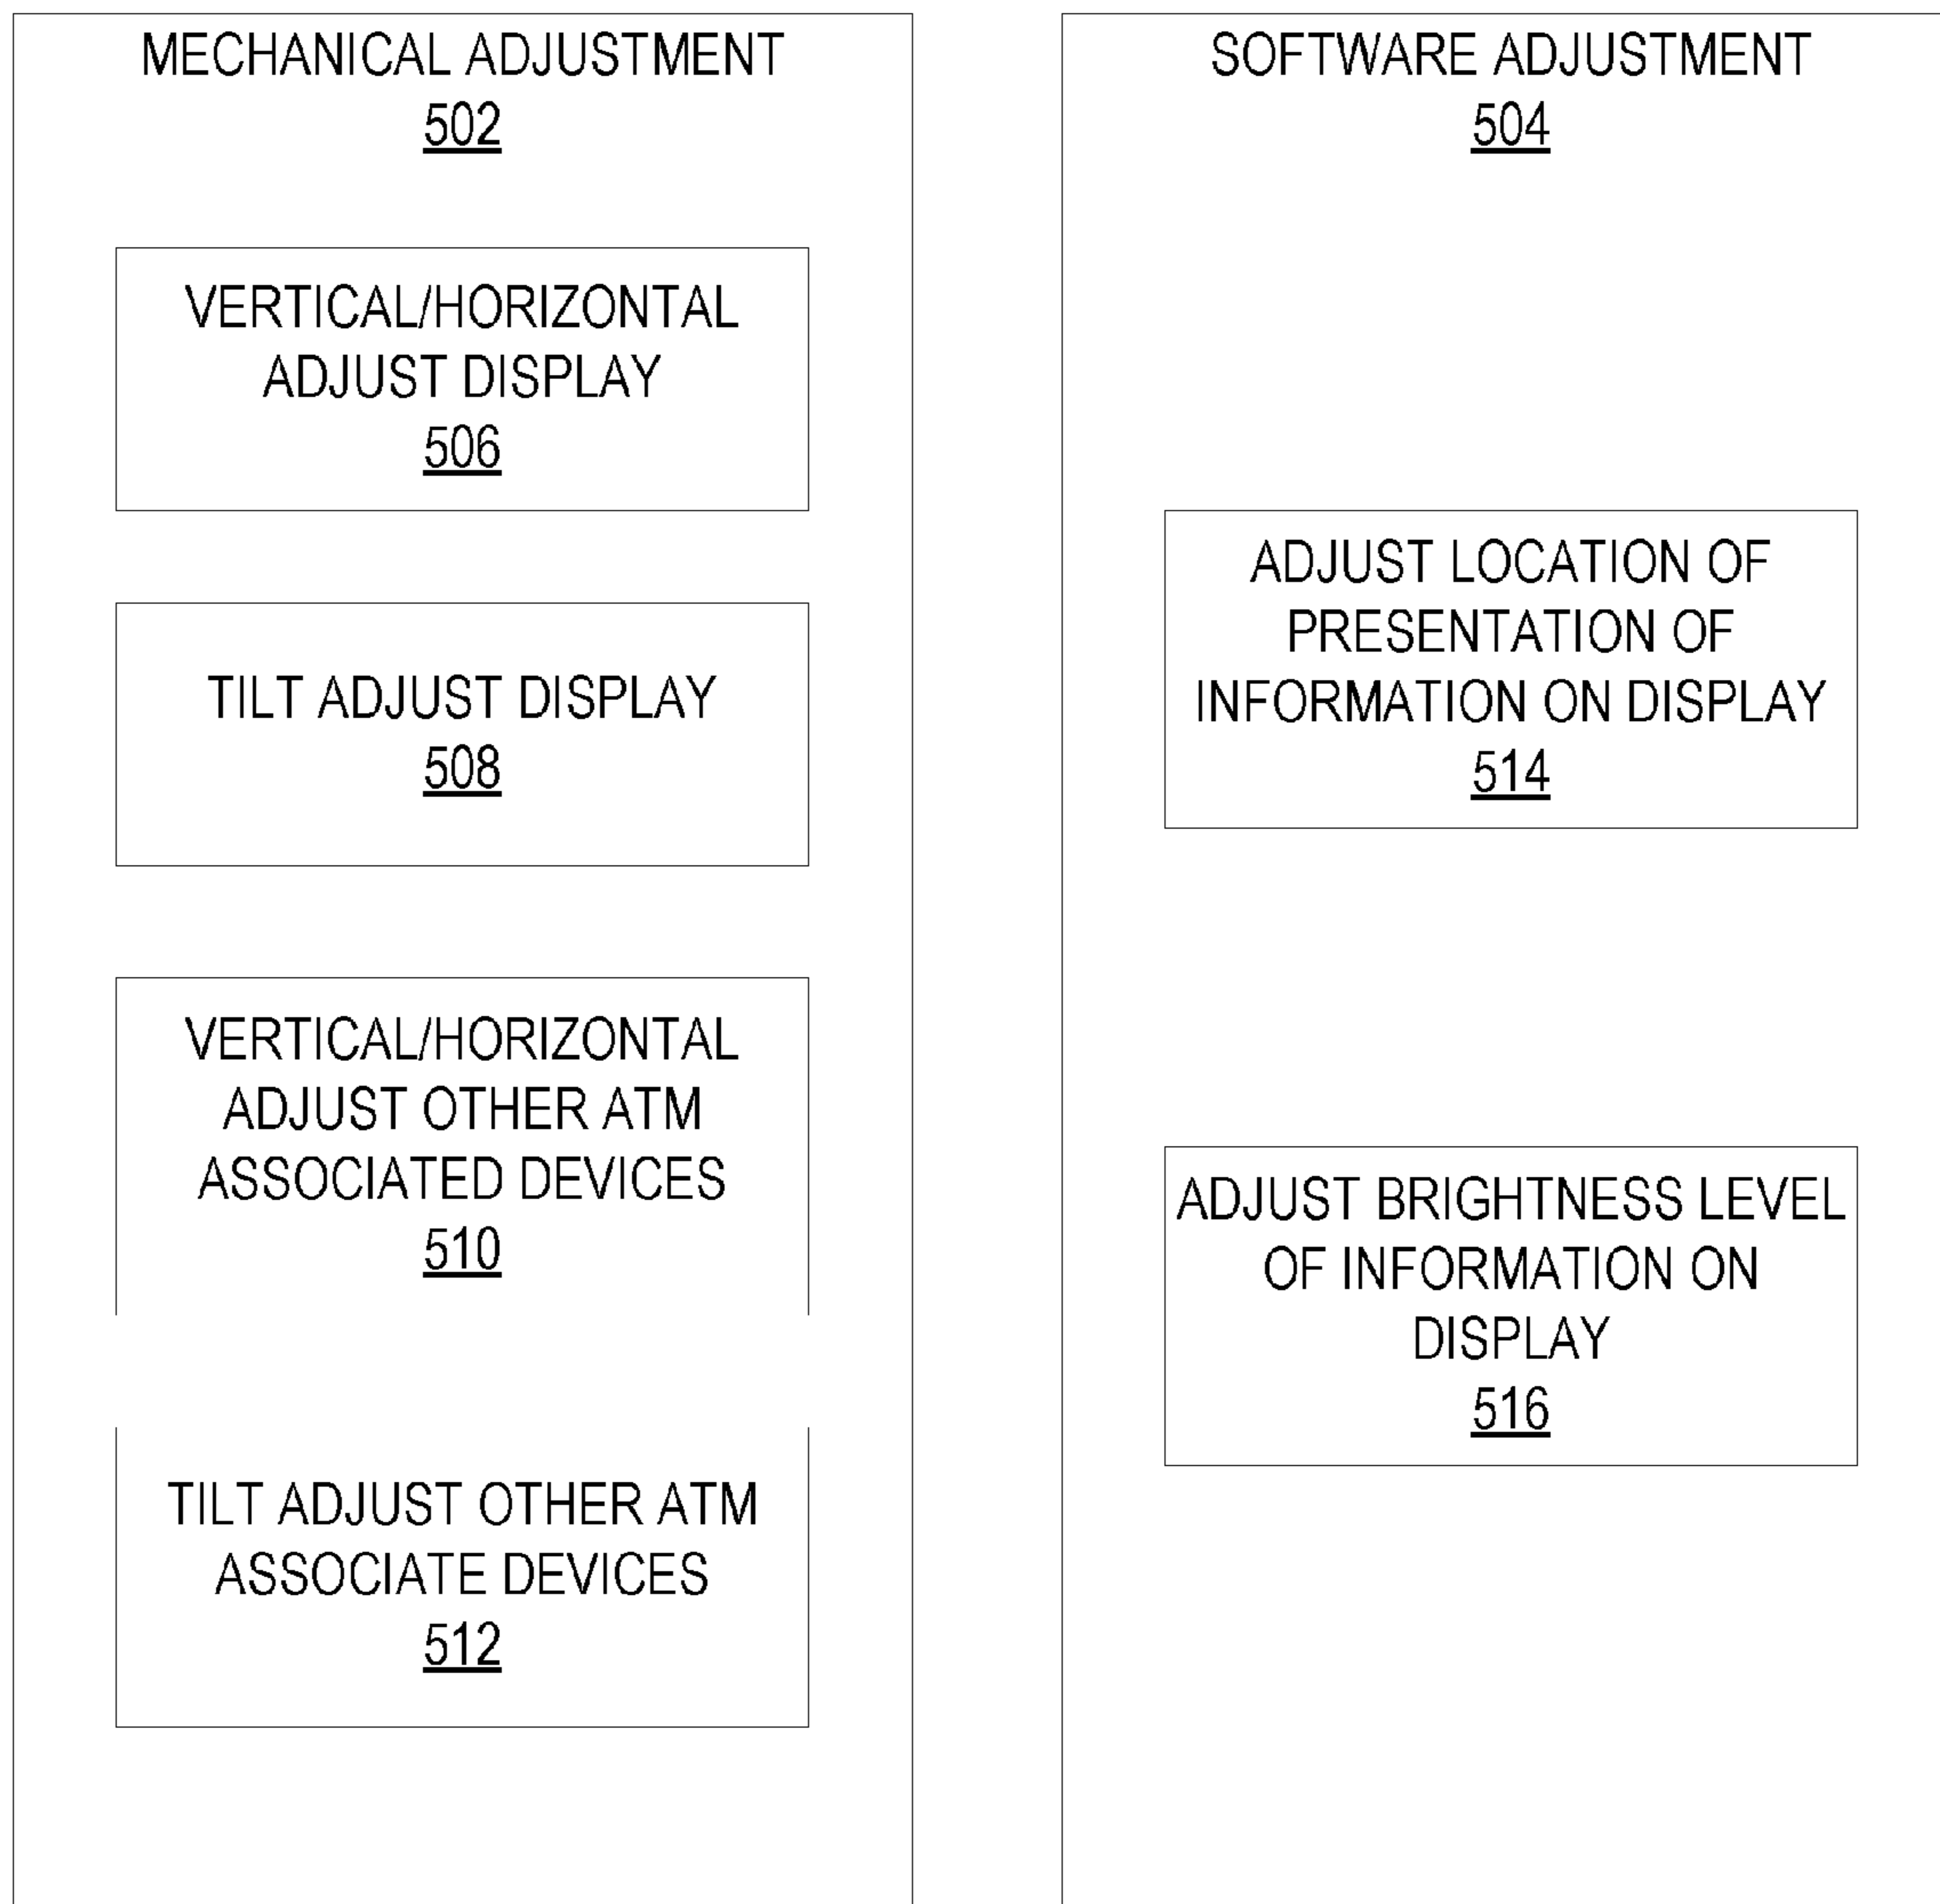 MECHANICAL ADJUSTMENT
502
VERTICAL/HORIZONTAL
ADJUST DISPLAY
506
TILT ADJUST DISPLAY
508
VERTICAL/HORIZONTAL
ADJUST OTHER ATM
ASSOCIATED DEVICES
510
TILT ADJUST OTHER ATM
ASSOCIATE DEVICES
512
SOFTWARE ADJUSTMENT
504
ADJUST LOCATION OF
PRESENTATION OF
INFORMATION ON DISPLAY
514
ADJUST BRIGHTNESS LEVEL
OF INFORMATION ON
DISPLAY
516